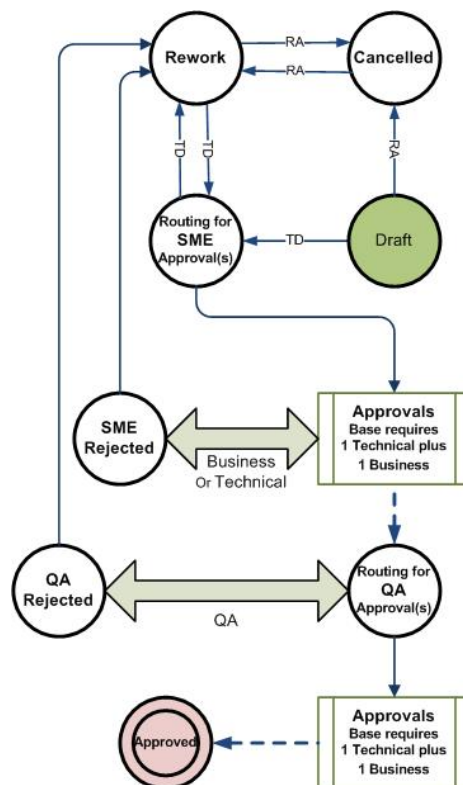 RA
Rework
Cancelled
RA
TD
TD
RA
Routing for
SME
Approval(s)
TD
Draft
SME
Rejected
Business
Or Technical
Approvals
Base requires
1 Technical plus
1 Business
QA
Rejected
QA
Routing for
QA
Approval(s)
Approved
Approvals
Base requires
1 Technical plus
1 Business